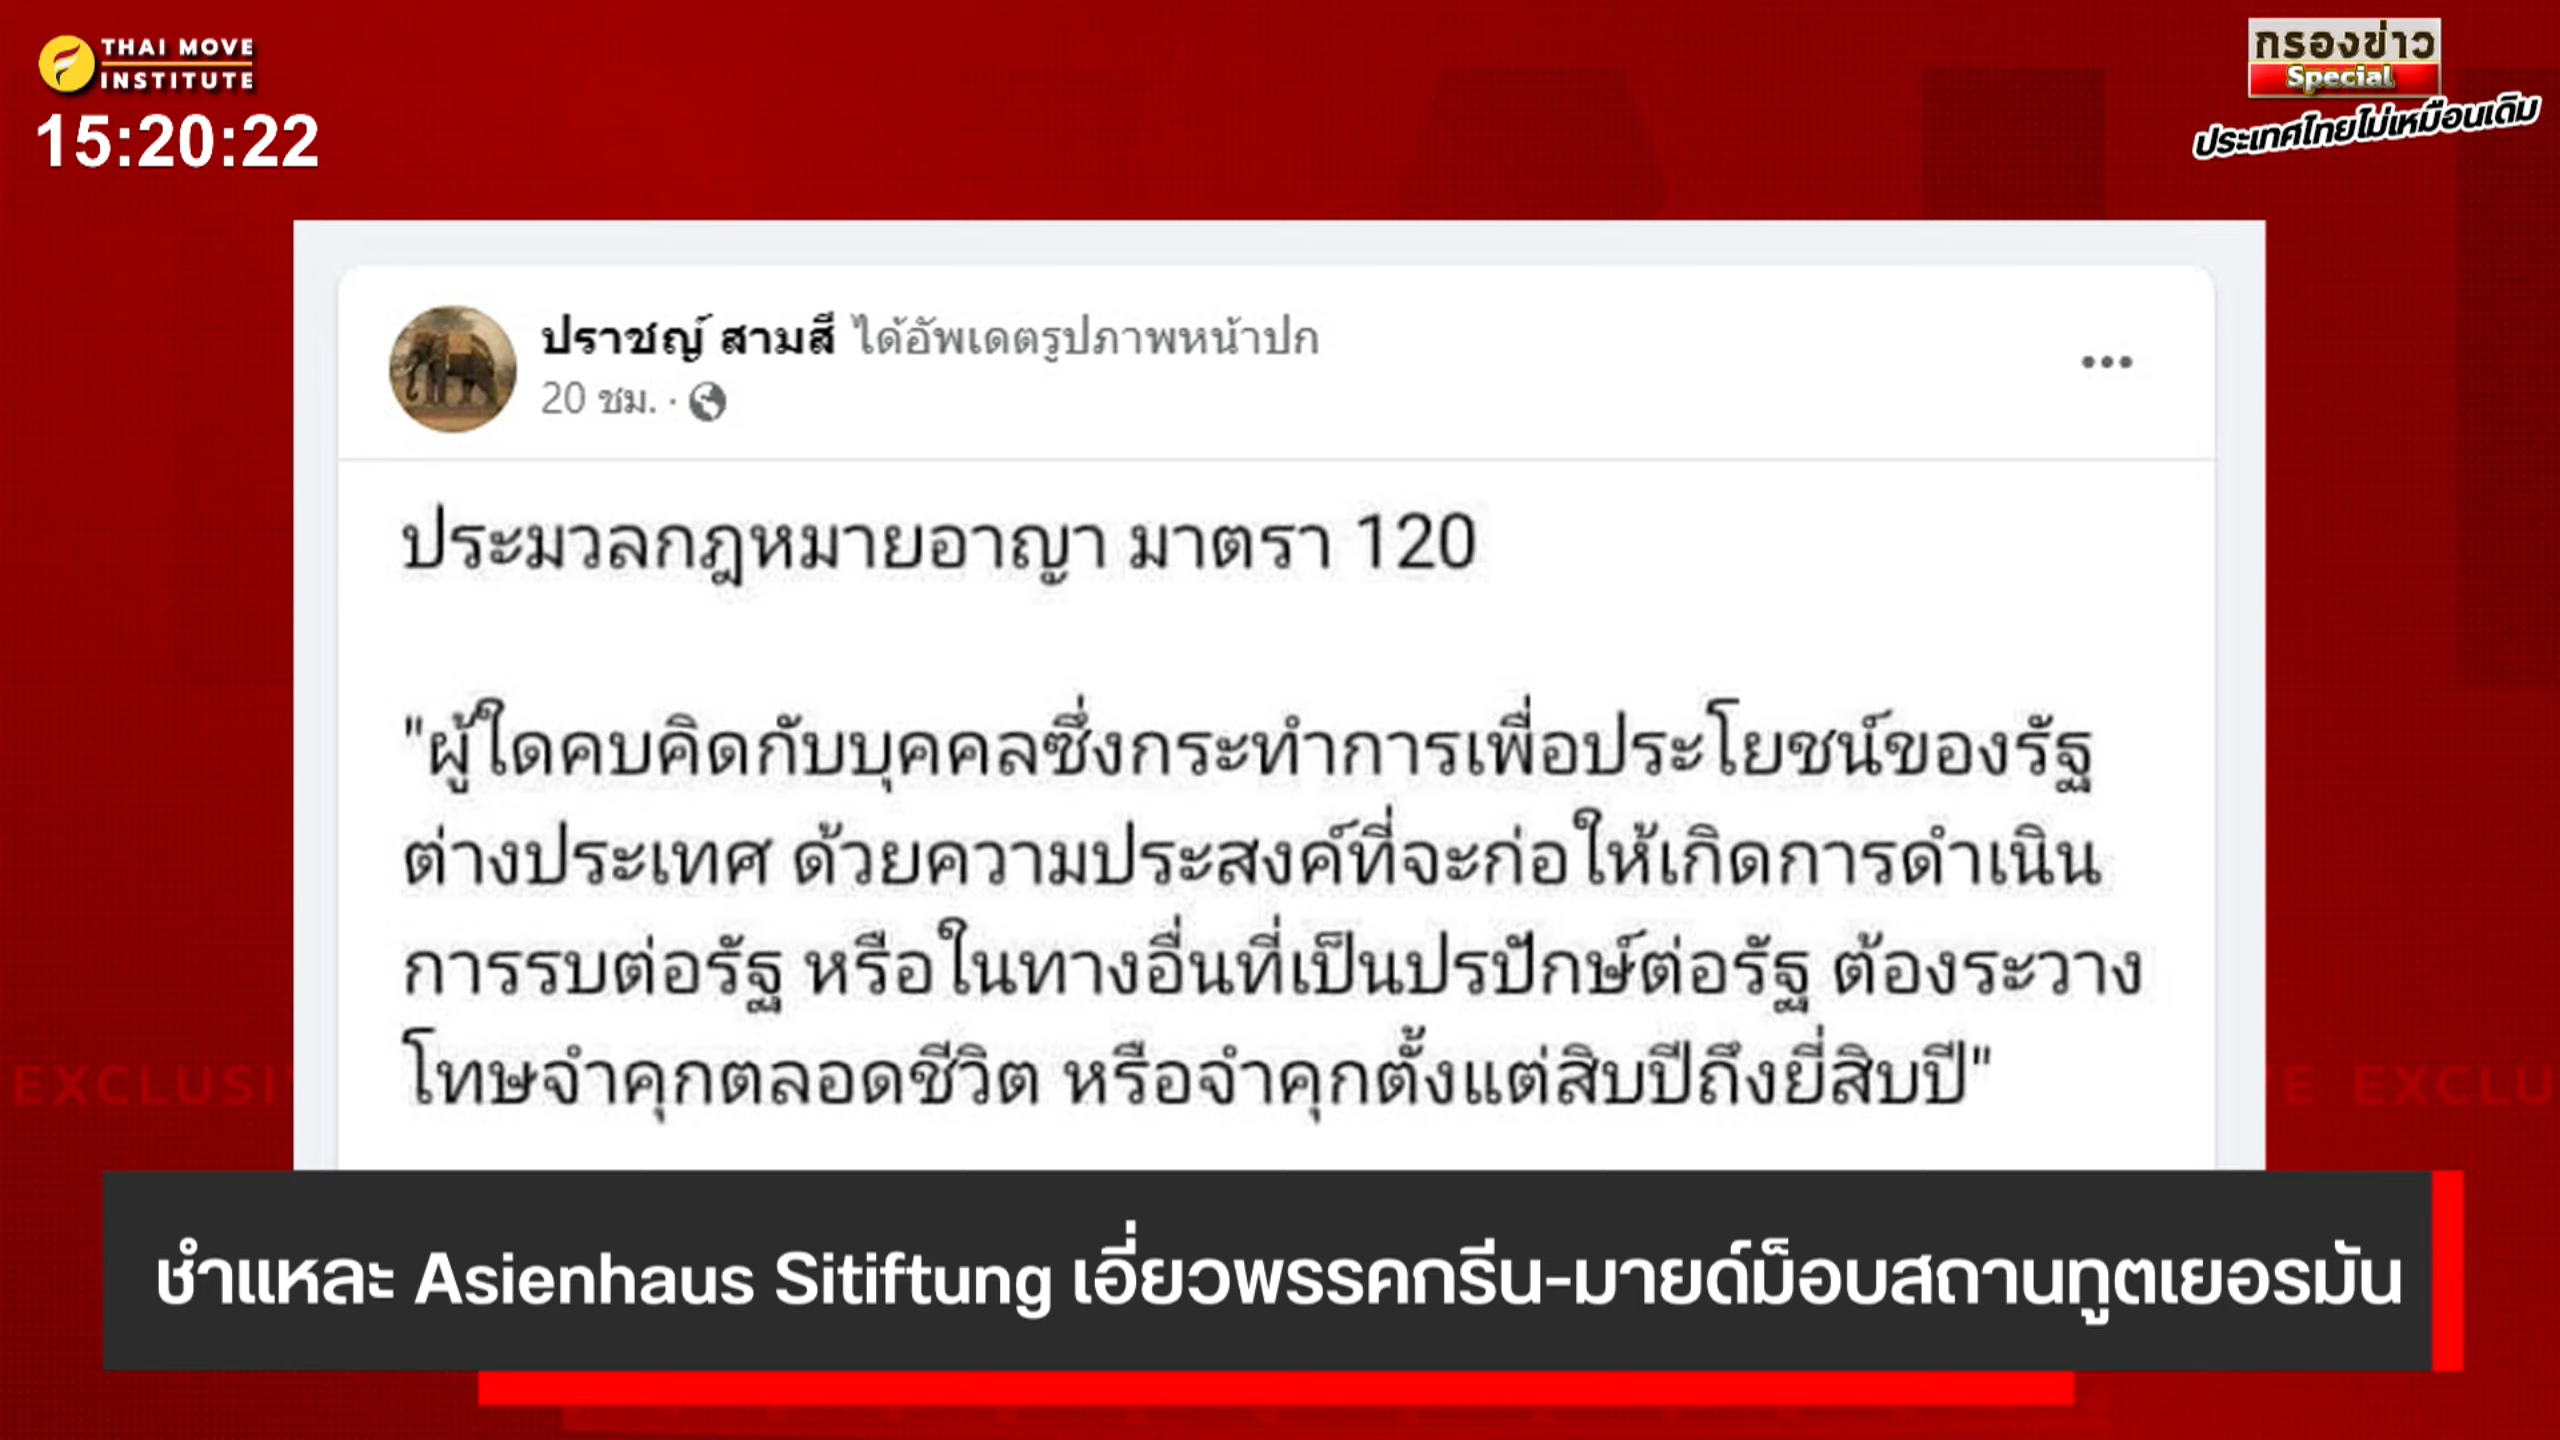 THAI MOVE
INSTITUTE
15:20:22
กรองข่าว
Special
ประเทศไทยไม่เหมือนเดิม
ปราชญ์ สามสี ได้อัพเดตรูปภาพหน้าปก
20 ชม. ·
ประมวลกฎหมายอาญา มาตรา 120
"ผู้ใดคบคิดกับบุคคลซึ่งกระทำการเพื่อประโยชน์ของรัฐ
ต่างประเทศ ด้วยความประสงค์ที่จะก่อให้เกิดการดำเนิน
การรบต่อรัฐ หรือในทางอื่นที่เป็นปรปักษ์ต่อรัฐ ต้องระวาง
โทษจำคุกตลอดชีวิต หรือจำคุกตั้งแต่สิบปีถึงยี่สิบปี"
EXCLUSI
E EXCLU
ชำแหละ Asienhaus Sitiftung เอี่ยวพรรคกรีน-มายด์ม็อบสถานทูตเยอรมัน